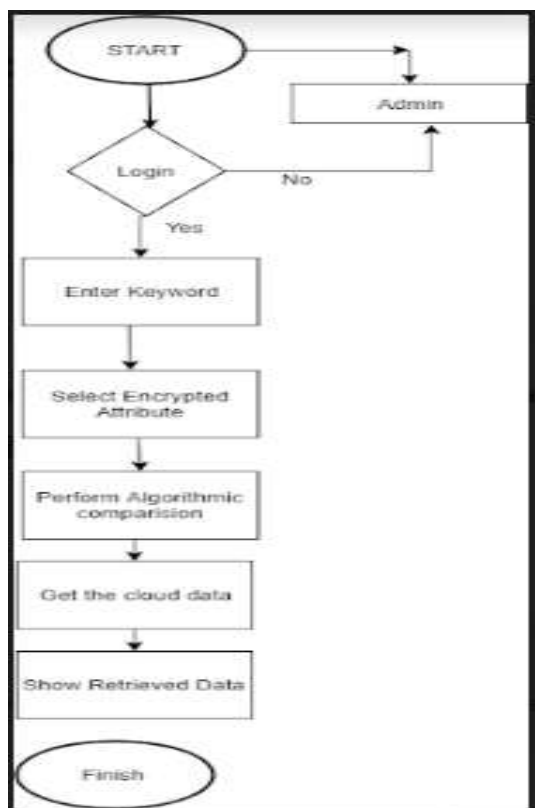 START
Admin
Login
No
Yes
Enter Keyword
Select Encrypted
Attribute
Perform Algorithmic
comparision
Get the cloud data
Show Retrieved Data
Finish